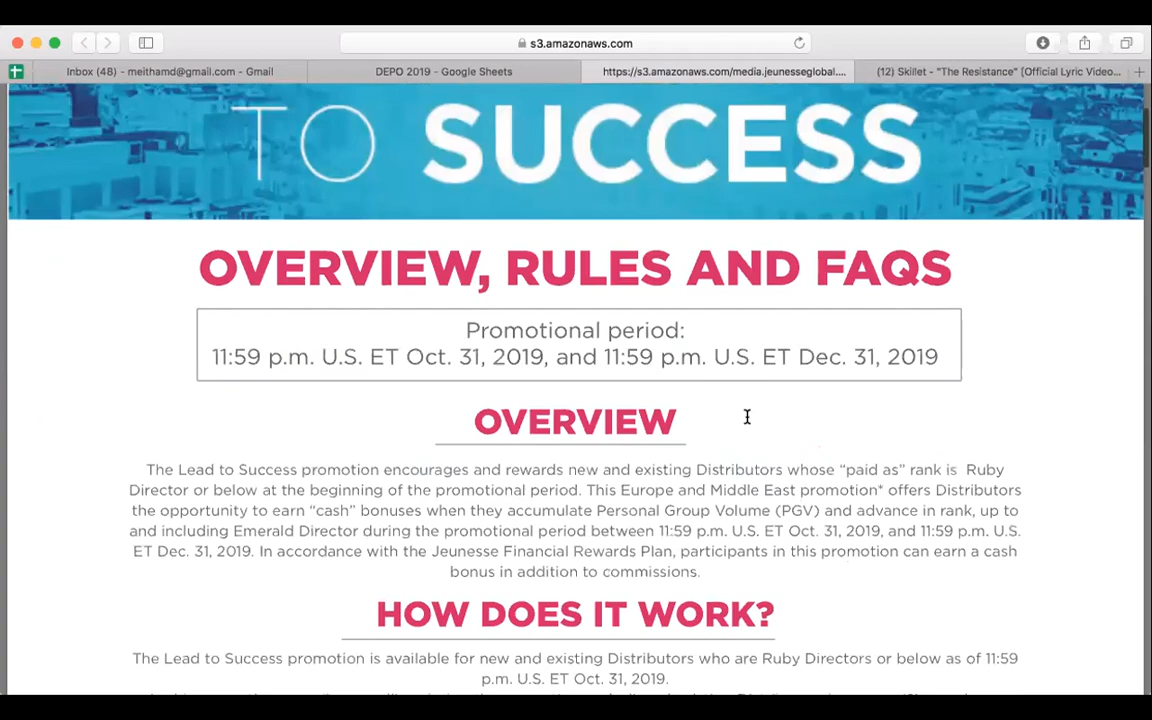 s3.amazonaws.com
Inbox (48) - meithamd@gmail.com - Gmail
DEPO 2019 - Google Sheets
https://s3.amazonaws.com/media.jeunesseglobal....
(12) Skillet - "The Resistance" [Official Lyric Video...
TO SUCCESS
OVERVIEW, RULES AND FAQS
Promotional period:
11:59 p.m. U.S. ET Oct. 31, 2019, and 11:59 p.m. U.S. ET Dec. 31, 2019
OVERVIEW
The Lead to Success promotion encourages and rewards new and existing Distributors whose “paid as” rank is Ruby
Director or below at the beginning of the promotional period. This Europe and Middle East promotion* offers Distributors
the opportunity to earn “cash” bonuses when they accumulate Personal Group Volume (PGV) and advance in rank, up to
and including Emerald Director during the promotional period between 11:59 p.m. U.S. ET Oct. 31, 2019, and 11:59 p.m. U.S.
ET Dec. 31, 2019. In accordance with the Jeunesse Financial Rewards Plan, participants in this promotion can earn a cash
bonus in addition to commissions.
HOW DOES IT WORK?
The Lead to Success promotion is available for new and existing Distributors who are Ruby Directors or below as of 11:59
p.m. U.S. ET Oct. 31, 2019.